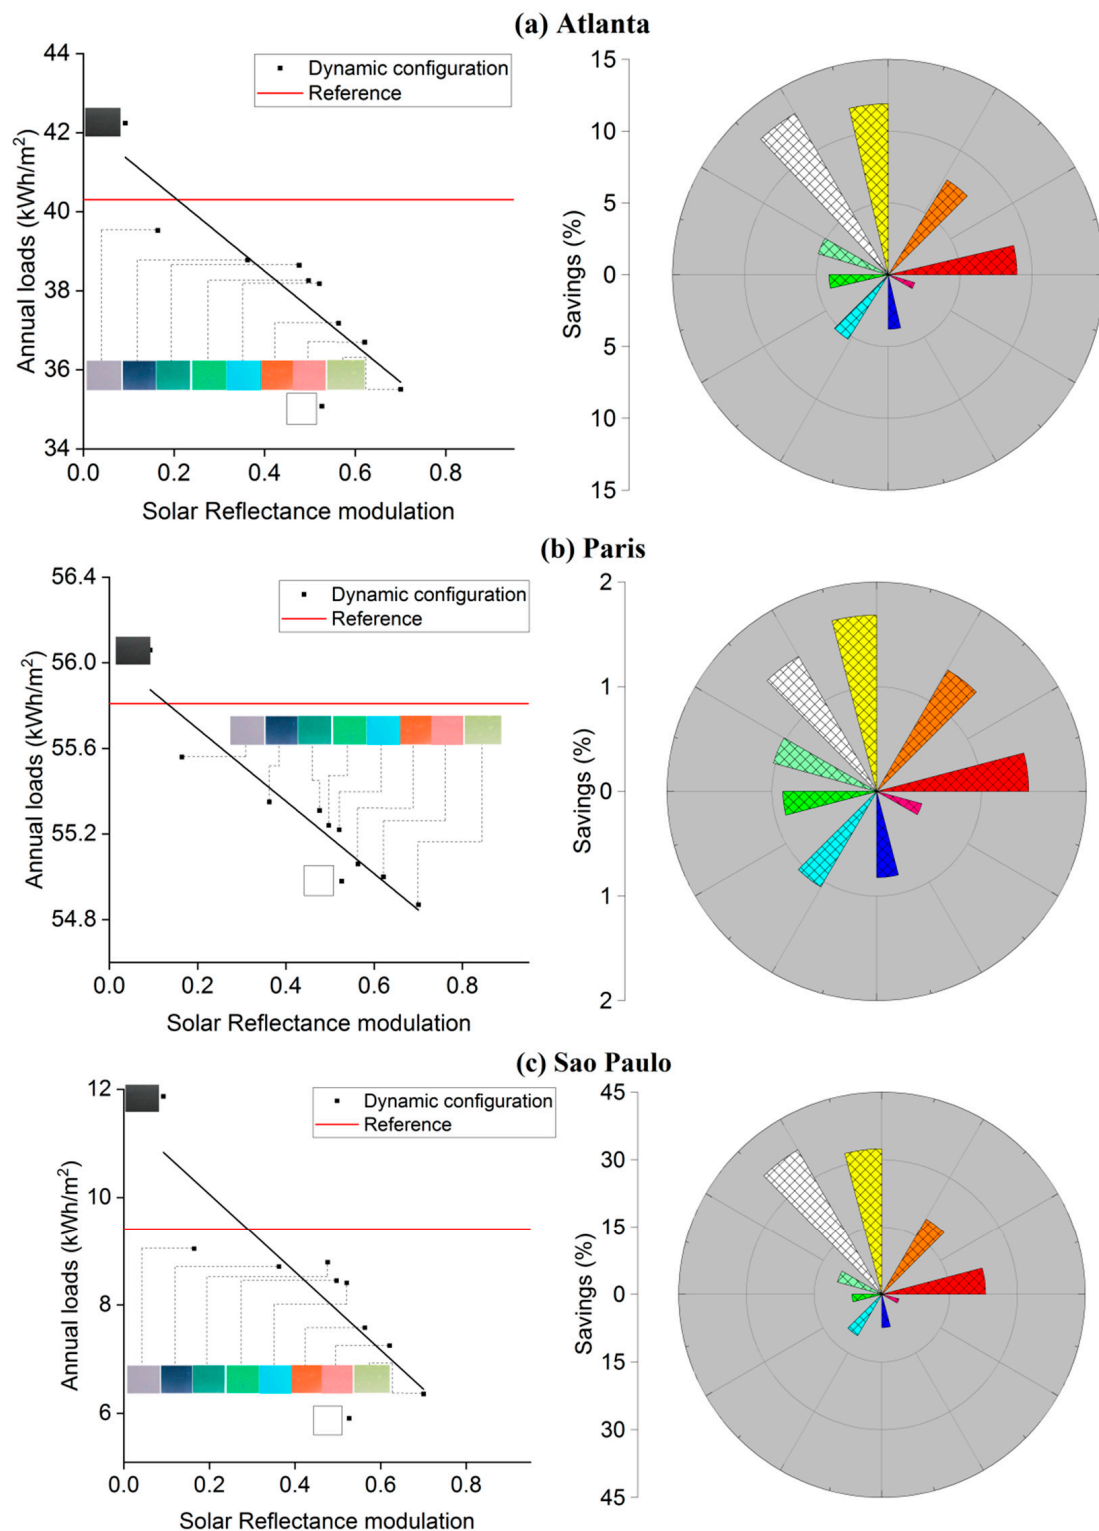 (a) Atlanta
44
42
40
38
36
34
Annual loads (kWh/m²)
Dynamic configuration
Reference
0.0 0.2 0.4 0.6 0.8
Solar Reflectance modulation
15
10
5
0
5
10
15
Savings (%)
(b) Paris
56.4
56.0
55.6
55.2
54.8
Annual loads (kWh/m²)
Dynamic configuration
Reference
0.0 0.2 0.4 0.6 0.8
Solar Reflectance modulation
2
1
0
1
2
Savings (%)
(c) Sao Paulo
12
10
8
6
Annual loads (kWh/m²)
Dynamic configuration
Reference
0.0 0.2 0.4 0.6 0.8
Solar Reflectance modulation
45
30
15
0
15
30
45
Savings (%)